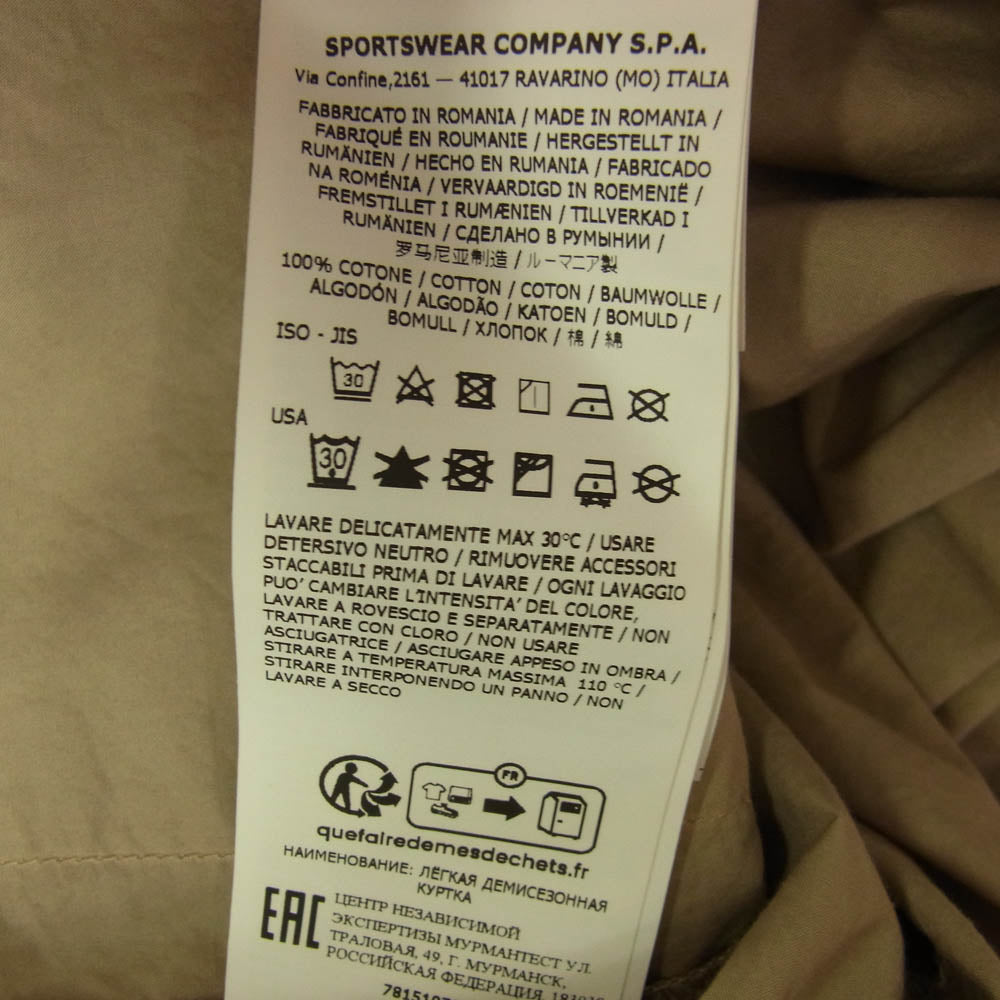 SPORTSWEAR COMPANY S.P.A.
Via Confine,2161 — 41017 RAVARINO (MO) ITALIA
FABBRICATO IN ROMANIA / MADE IN ROMANIA /
FABRIQUÉ EN ROUMANIE / HERGESTELLT IN
RUMÄNIEN / HECHO EN RUMANIA / FABRICADO
NA ROMÉNIA / VERVAARDIGD IN ROEMENIË /
FREMSTILLET I RUMÆNIEN / TILLVERKAD I
RUMÄNIEN / СДЕЛАНО В РУМЫНИИ /
罗马尼亚制造 / ルーマニア製
100% COTONE / COTTON / COTON / BAUMWOLLE /
ALGODÓN / ALGODÃO / KATOEN / BOMULD /
BOMULL / ХЛОПОК / 棉 / 綿
ISO - JIS
30
USA
30
LAVARE DELICATAMENTE MAX 30°C / USARE
DETERSIVO NEUTRO / RIMUOVERE ACCESSORI
STACCABILI PRIMA DI LAVARE / OGNI LAVAGGIO
PUO' CAMBIARE L'INTENSITA' DEL COLORE,
LAVARE A ROVESCIO E SEPARATAMENTE / NON
TRATTARE CON CLORO / NON USARE
ASCIUGATRICE / ASCIUGARE APPESO IN OMBRA /
STIRARE A TEMPERATURA MASSIMA 110 °C /
STIRARE INTERPONENDO UN PANNO / NON
LAVARE A SECCO
FR
quefairedemesdechets.fr
НАИМЕНОВАНИЕ: ЛЁГКАЯ ДЕМИСЕЗОННАЯ
КУРТКА
EAC
ЦЕНТР НЕЗАВИСИМОЙ
ЭКСПЕРТИЗЫ МУРМАНТЕСТ УЛ.
ТРАЛОВАЯ, 49, Г. МУРМАНСК,
РОССИЙСКАЯ ФЕДЕРАЦИЯ,